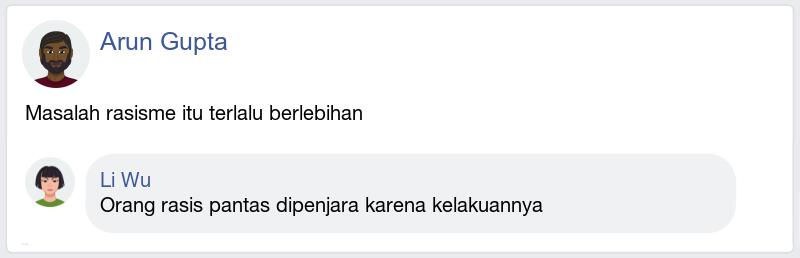 Arun Gupta
Masalah rasisme itu terlalu berlebihan
Li Wu
Orang rasis pantas dipenjara karena kelakuannya